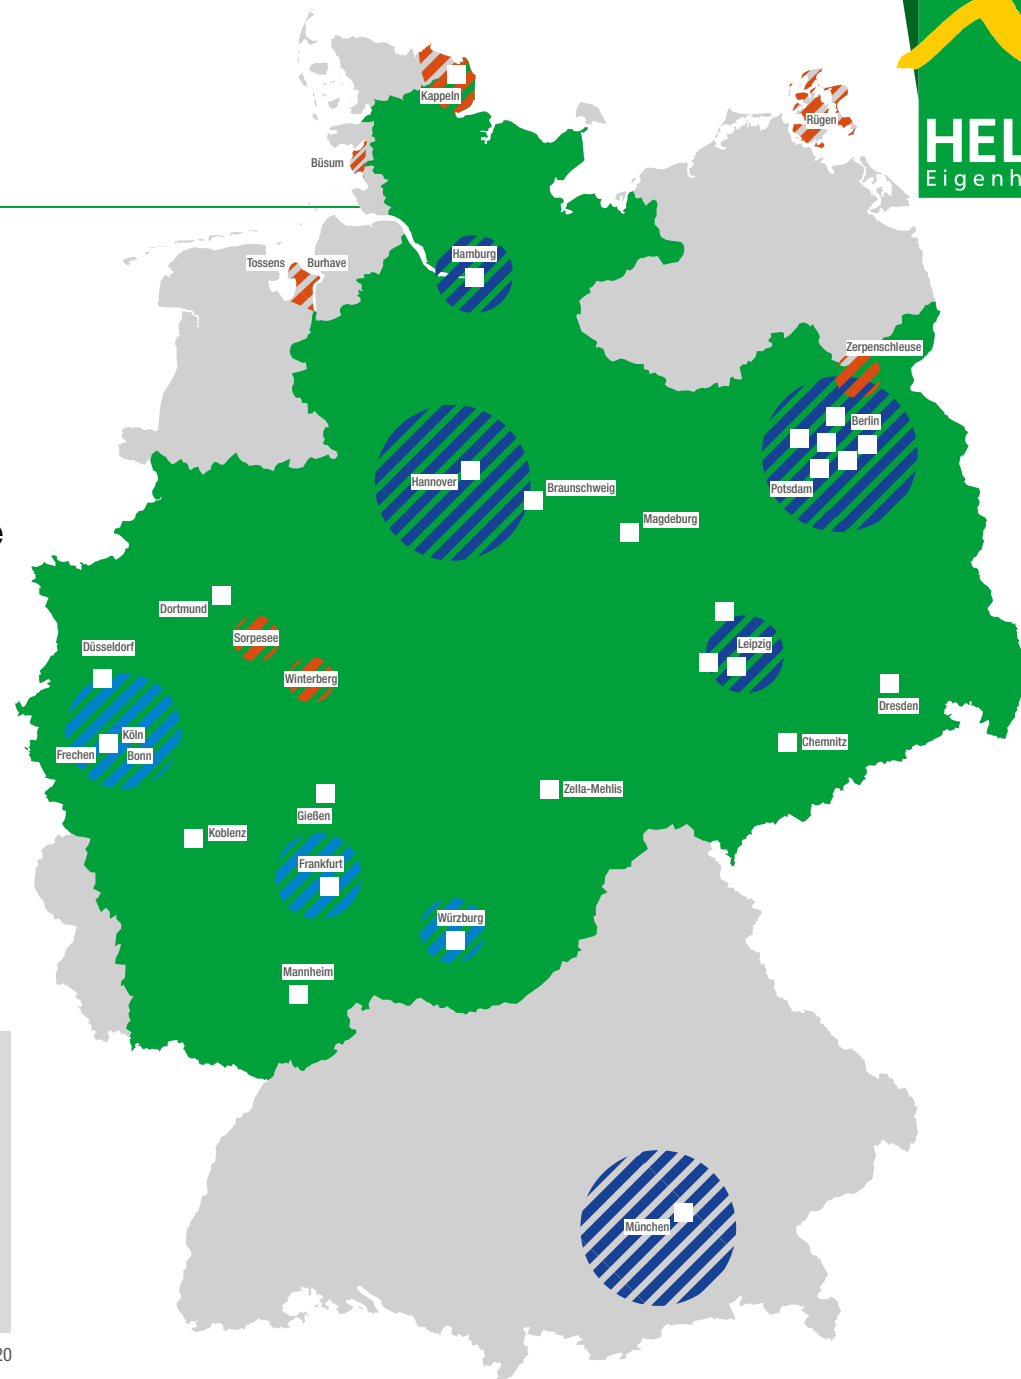 HEL
Eigenh
Kappeln
Rügen
Büsum
Tossens
Burhave
Hamburg
Zerpenschleuse
Berlin
Hannover
Braunschweig
Potsdam
Magdeburg
e
Dortmund
Sorpesee
Düsseldorf
Leipzig
Winterberg
Dresden
Köln
Frechen
Bonn
Chemnitz
Zella-Mehlis
Gießen
Koblenz
Frankfurt
Würzburg
Mannheim
München
20